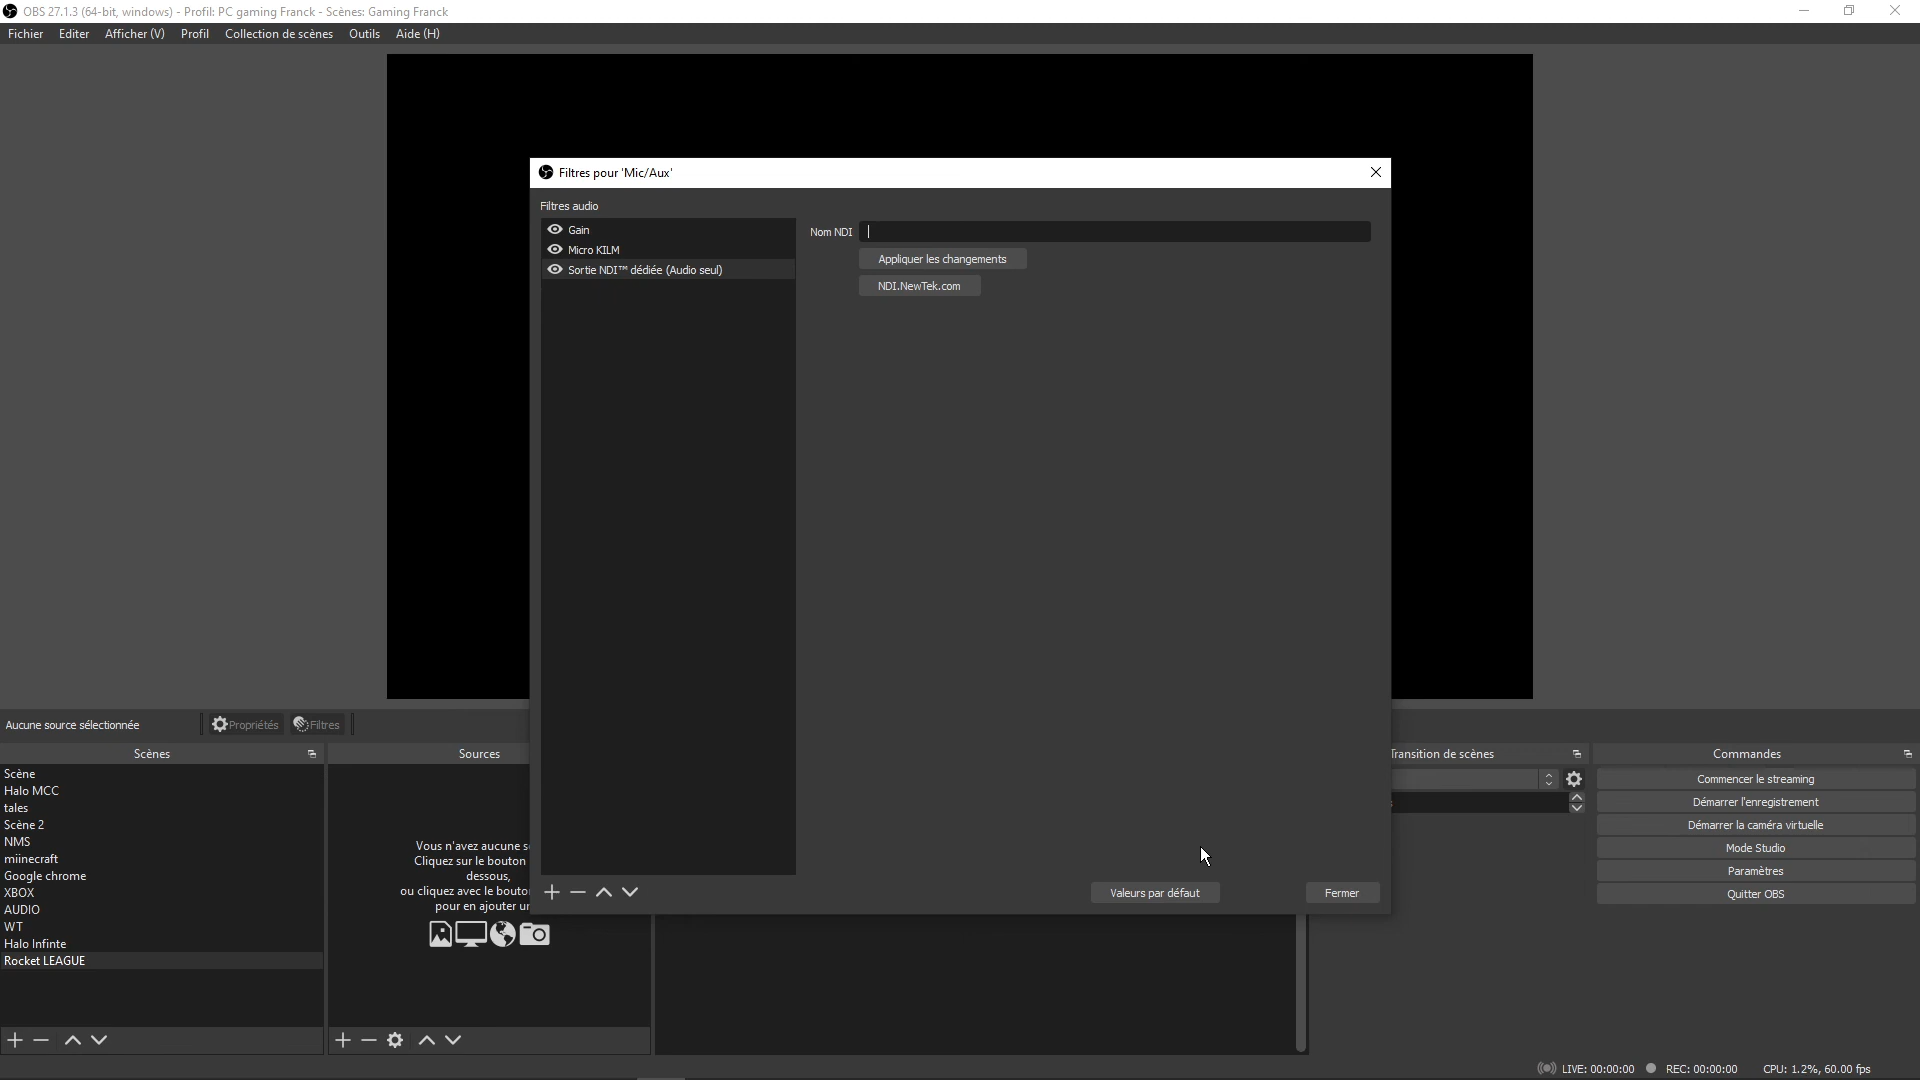 OBS 27.1.3 (64-bit, windows) - Profil: PC gaming Franck - Scènes: Gaming Franck
Fichier Editer Afficher (V) Profil Collection de scènes Outils Aide (H)
Filtres pour 'Mic/Aux'
Filtres audio
Gain
Micro KILM
Sortie NDI™ dédiée (Audio seul)
Nom NDI
Appliquer les changements
NDI.NewTek.com
Valeurs par défaut
Fermer
Aucune source sélectionnée
Propriétés
Filtres
Scènes
Scène
Halo MCC
tales
Scène 2
NMS
miinecraft
Google chrome
XBOX
AUDIO
WT
Halo Infinte
Rocket LEAGUE
Sources
Vous n'avez aucune s
Cliquez sur le bouton
dessous,
ou cliquez avec le bouto
pour en ajouter un
Transition de scènes
Commandes
Commencer le streaming
Démarrer l'enregistrement
Démarrer la caméra virtuelle
Mode Studio
Paramètres
Quitter OBS
LIVE: 00:00:00 REC: 00:00:00 CPU: 1.2%, 60.00 fps